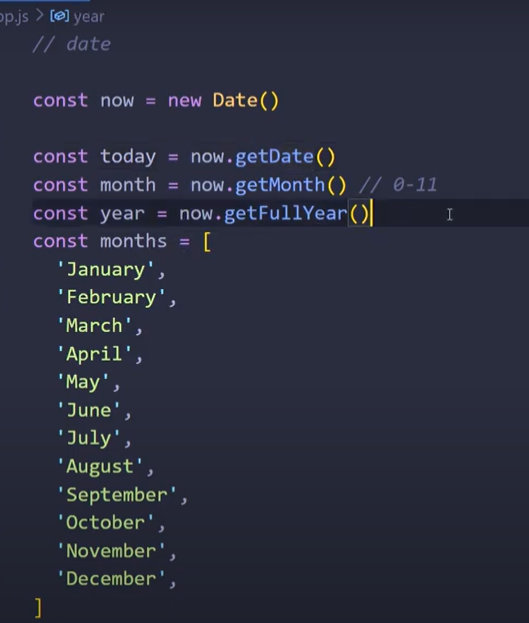 op.js > year
// date
const now = new Date()
const today = now.getDate()
const month = now.getMonth() // 0-11
const year = now.getFullYear()
const months = [
'January',
'February',
'March',
'April',
'May',
'June',
'July',
'August',
'September',
'October',
'November',
'December',
]